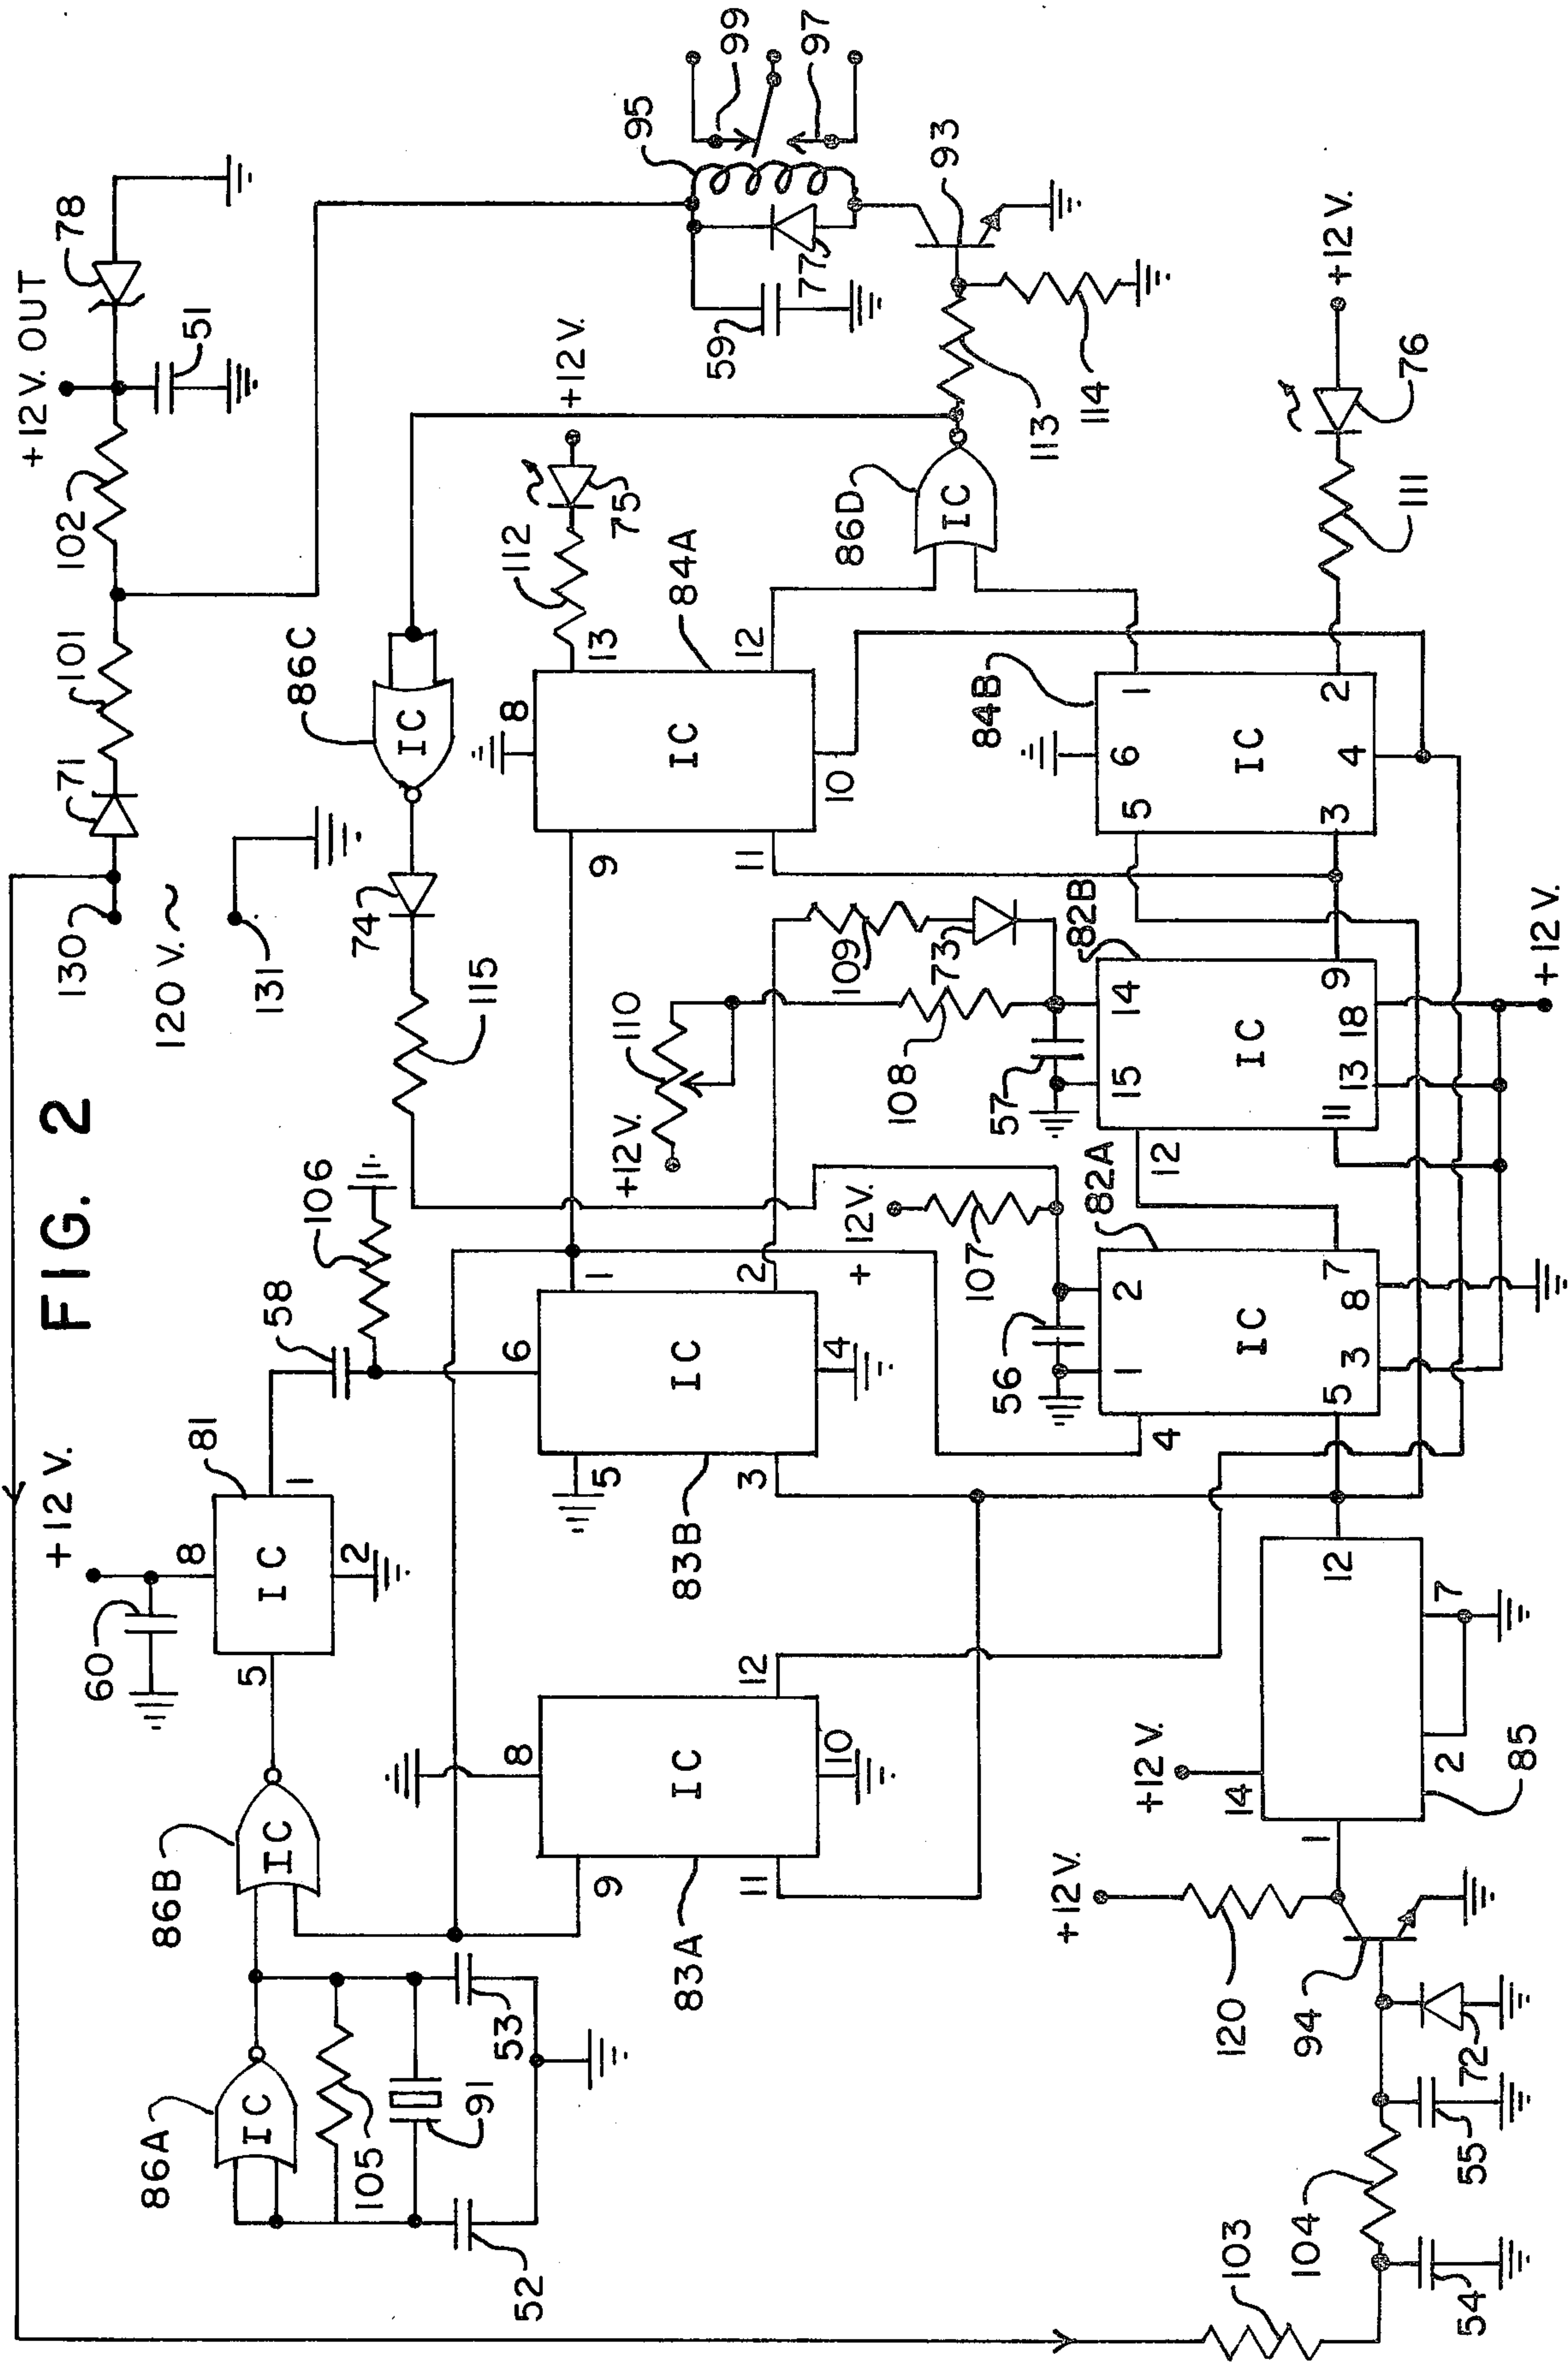 FIG. 2
+12 V. OUT
78
51
102
101
71
130
120 V. ~
131
99
95
97
93
77
59
+12 V.
75
112
113
114
86D
IC
86C
IC
74
115
84A
IC
8
13
12
10
9
11
84B
IC
1
6
5
2
4
3
76
+12 V.
111
109
73
82B
110
+12 V.
108
57
14
15
IC
9
18
13
11
12
+12 V.
82A
107
+ 12 V.
56
2
1
IC
7
8
3
5
4
106
58
6
1
2
IC
5
3
4
83B
+12 V.
81
8
1
IC
2
5
60
86B
IC
8
12
IC
10
9
11
83A
86A
IC
105
91
53
52
+12 V.
14
12
7
2
85
1
+12 V.
120
94
72
55
104
54
103